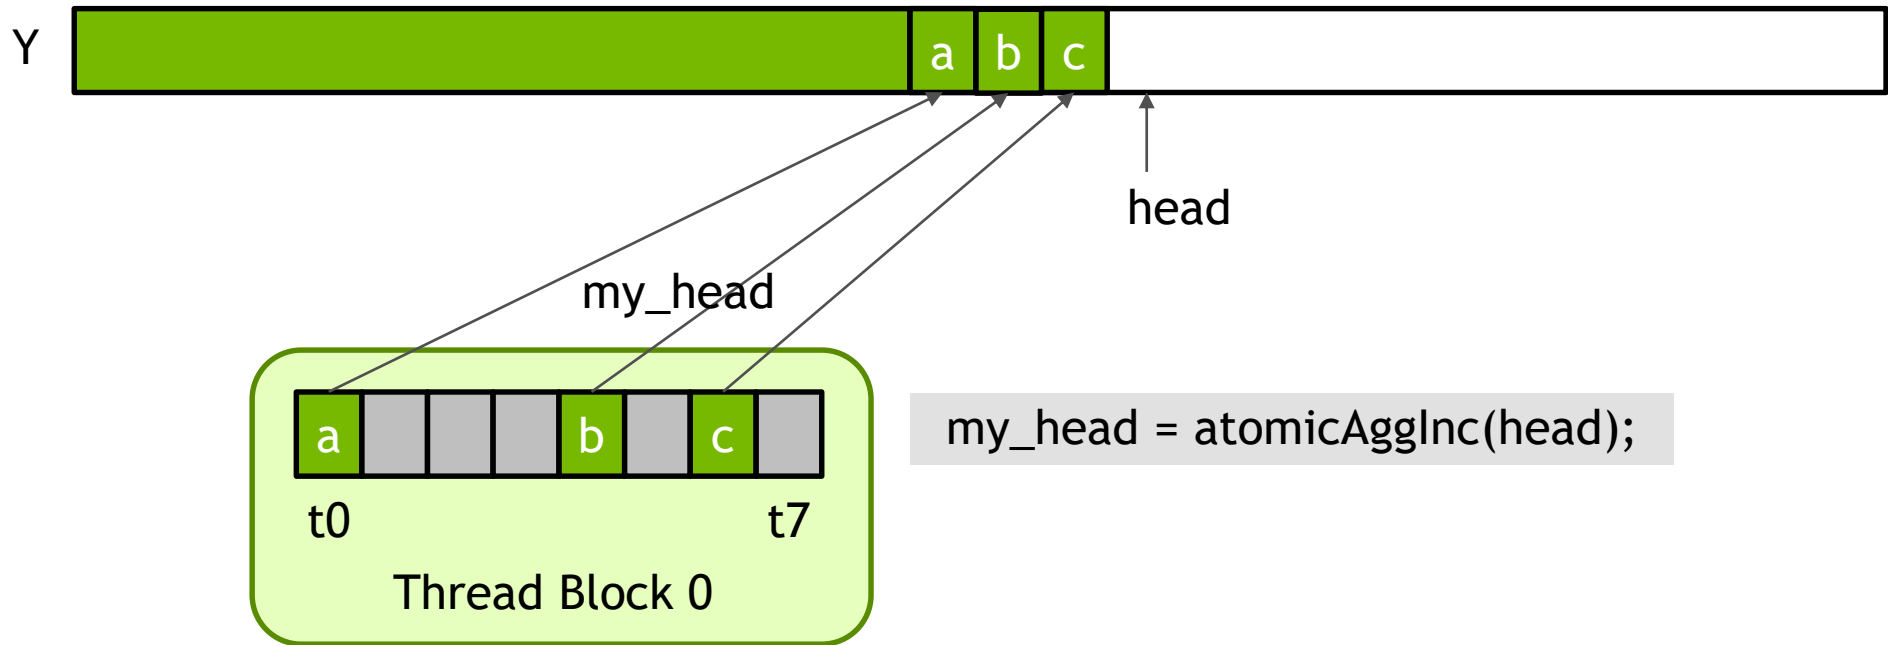 Y
a b c
head
my_head
a b c
my_head = atomicAggInc(head);
t0 t7
Thread Block 0